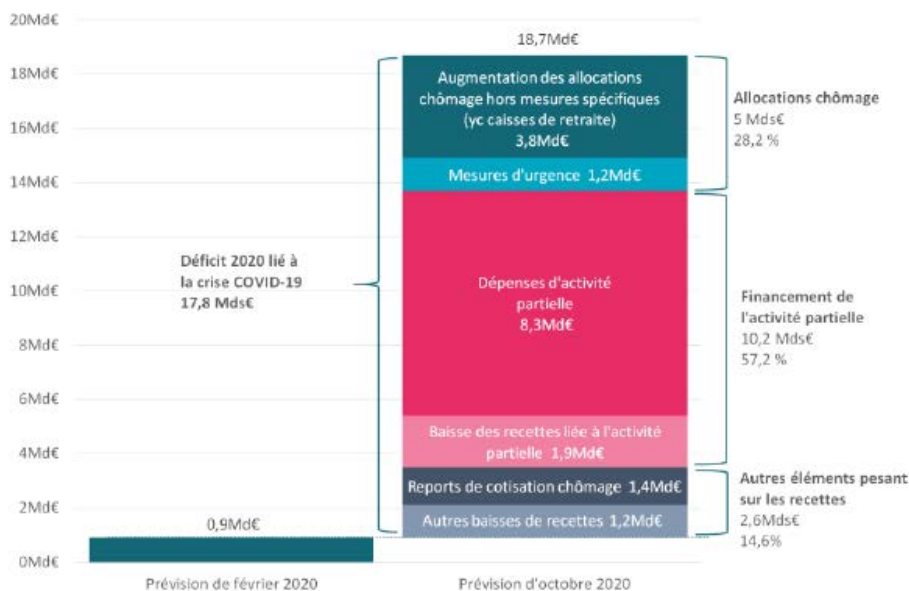 20Md€
18Md€
16Md€
14Md€
12Md€
10Md€
8Md€
6Md€
4Md€
2Md€
0Md€
0,9Md€
Prévision de février 2020
Déficit 2020 lié à
la crise COVID-19
17,8 Mds€
18,7Md€
Augmentation des allocations
chômage hors mesures spécifiques
(yc caisses de retraite)
3,8Md€
Mesures d'urgence 1,2Md€
Dépenses d'activité
partielle
8,3Md€
Baisse des recettes liée à l'activité
partielle 1,9Md€
Reports de cotisation chômage 1,4Md€
Autres baisses de recettes 1,2Md€
Prévision d'octobre 2020
Allocations chômage
5 Mds€
28,2 %
Financement de
l'activité partielle
10,2 Mds€
57,2 %
Autres éléments pesant
sur les recettes
2,6Mds€
14,6%